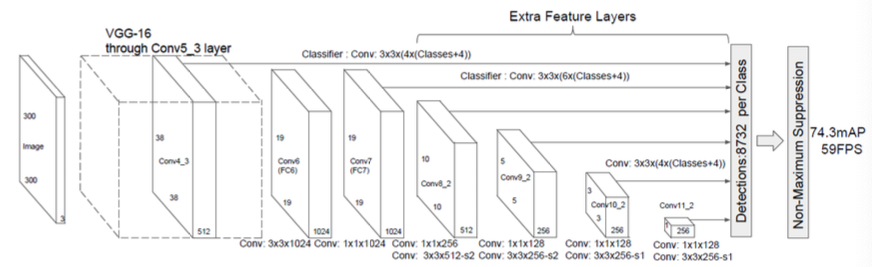 Extra Feature Layers
VGG-16
through Conv5_3 layer
Classifier : Conv: 3x3x(4x(Classes+4))
Classifier : Conv: 3x3x(6x(Classes+4))
Conv: 3x3x(4x(Classes+4))
300
Image
300
3
38
Conv4_3
38
512
19
Conv6
(FC6)
19
1024
19
Conv7
(FC7)
19
1024
10
Conv8_2
10
512
5
Conv9_2
5
256
3
Conv10_2
3
256
Conv11_2
1
256
Conv: 3x3x1024
Conv: 1x1x1024
Conv: 1x1x256
Conv: 3x3x512-s2
Conv: 1x1x128
Conv: 3x3x256-s2
Conv: 1x1x128
Conv: 3x3x256-s1
Conv: 1x1x128
Conv: 3x3x256-s1
Detections:8732 per Class
Non-Maximum Suppression
74.3mAP
59FPS